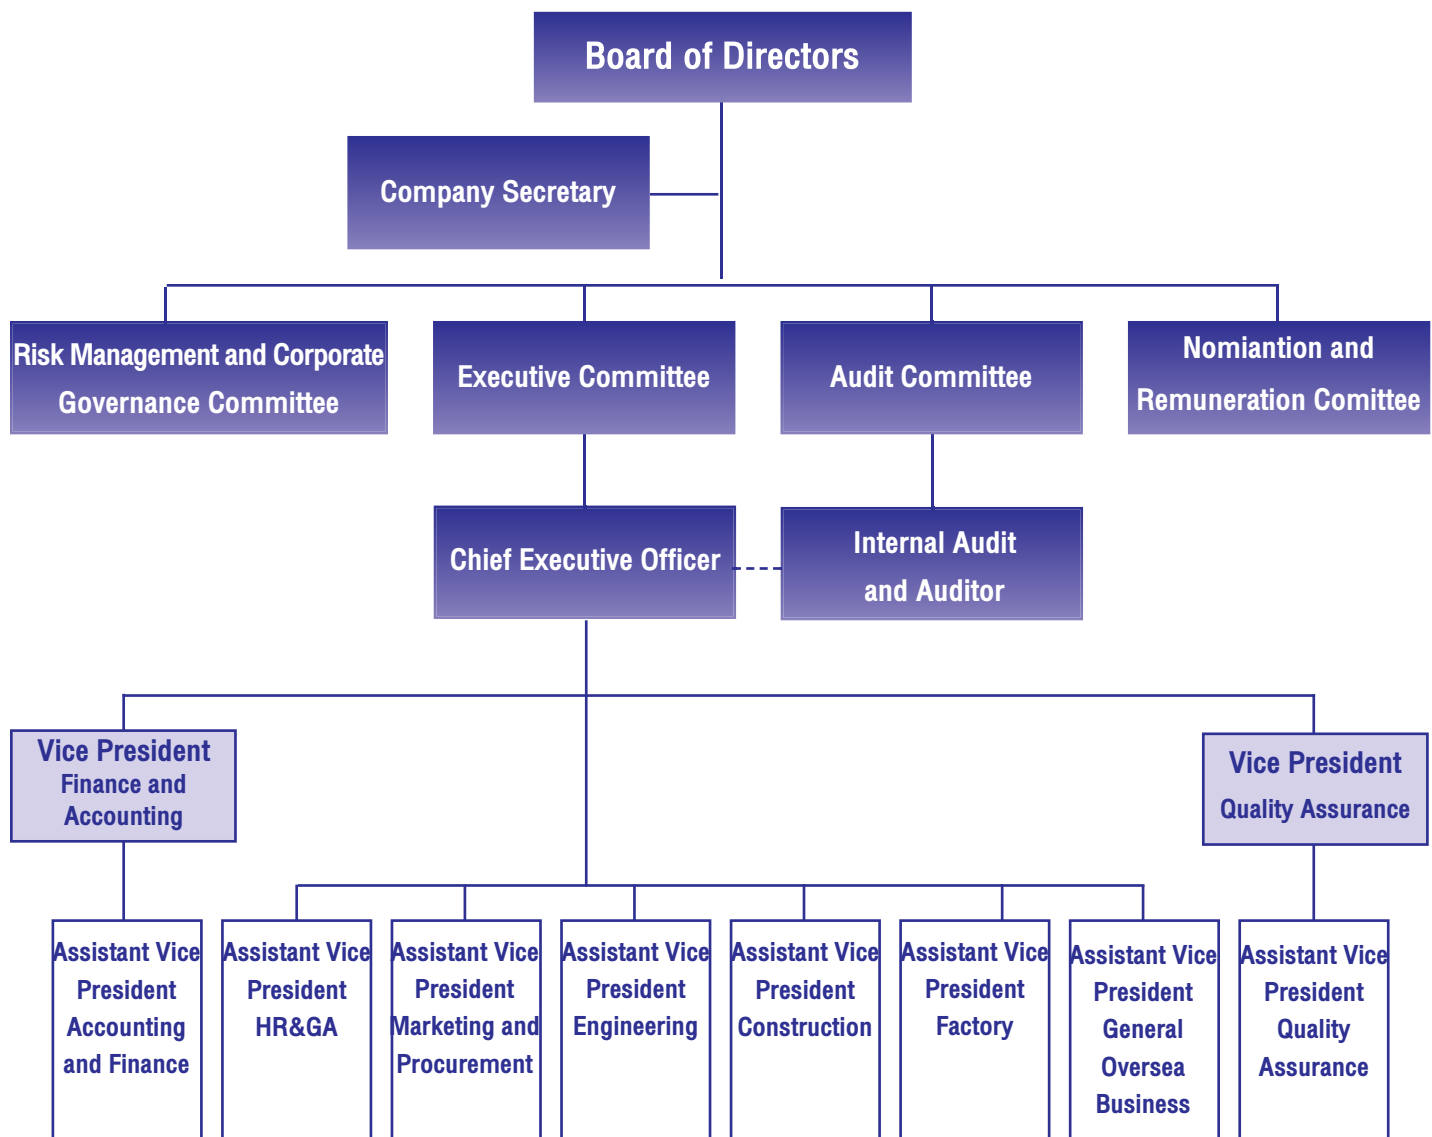 Board of Directors
Company Secretary
Risk Management and Corporate
Governance Committee
Executive Committee
Audit Committee
Nomiantion and
Remuneration Comittee
Chief Executive Officer
Internal Audit
and Auditor
Vice President
Finance and
Accounting
Vice President
Quality Assurance
Assistant Vice
President
Accounting
and Finance
Assistant Vice
President
HR&GA
Assistant Vice
President
Marketing and
Procurement
Assistant Vice
President
Engineering
Assistant Vice
President
Construction
Assistant Vice
President
Factory
Assistant Vice
President
General
Oversea
Business
Assistant Vice
President
Quality
Assurance